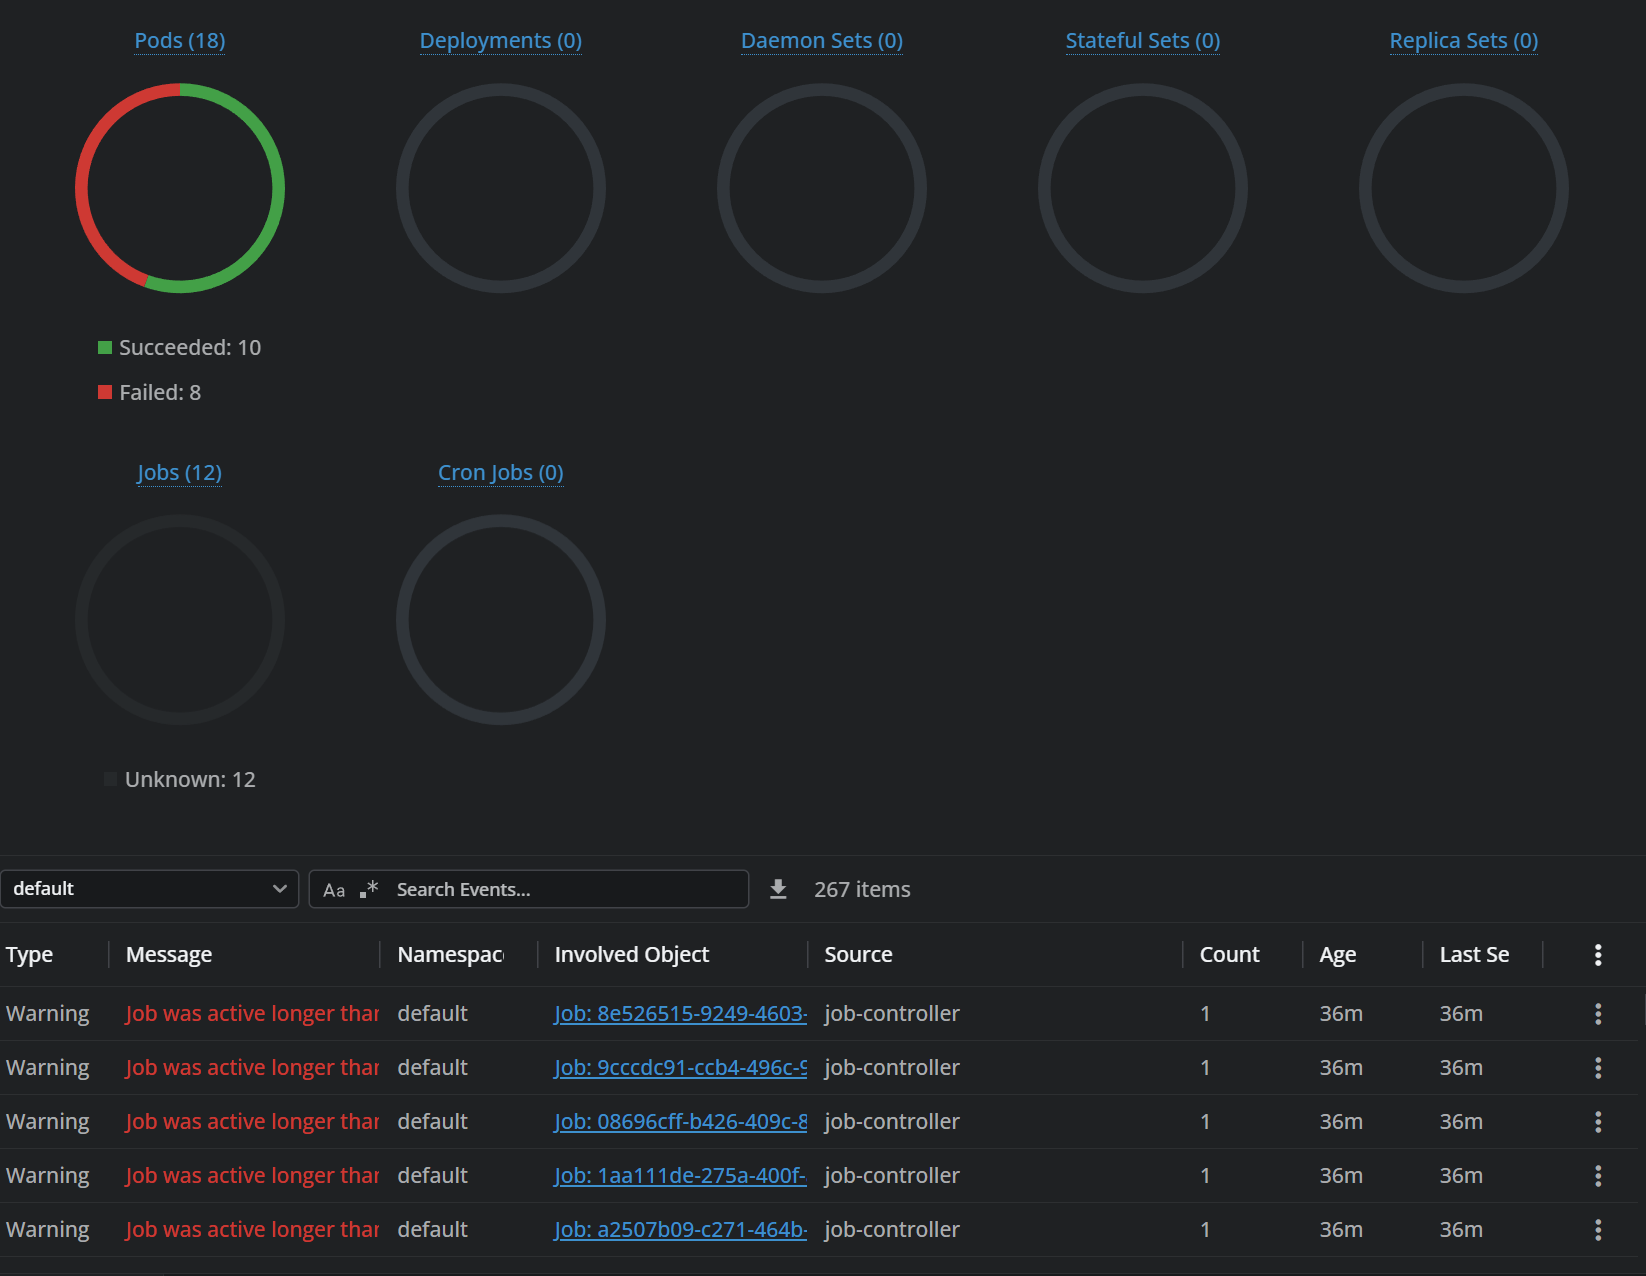 Pods (18) Deployments (0) Daemon Sets (0) Stateful Sets (0) Replica Sets (0)
Succeeded: 10
Failed: 8
Jobs (12) Cron Jobs (0)
Unknown: 12
default Aa .* Search Events... 267 items
Type Message Namespac Involved Object Source Count Age Last Se
Warning Job was active longer than default Job: 8e526515-9249-4603- job-controller 1 36m 36m
Warning Job was active longer than default Job: 9cccdc91-ccb4-496c-9 job-controller 1 36m 36m
Warning Job was active longer than default Job: 08696cff-b426-409c-8 job-controller 1 36m 36m
Warning Job was active longer than default Job: 1aa111de-275a-400f- job-controller 1 36m 36m
Warning Job was active longer than default Job: a2507b09-c271-464b- job-controller 1 36m 36m